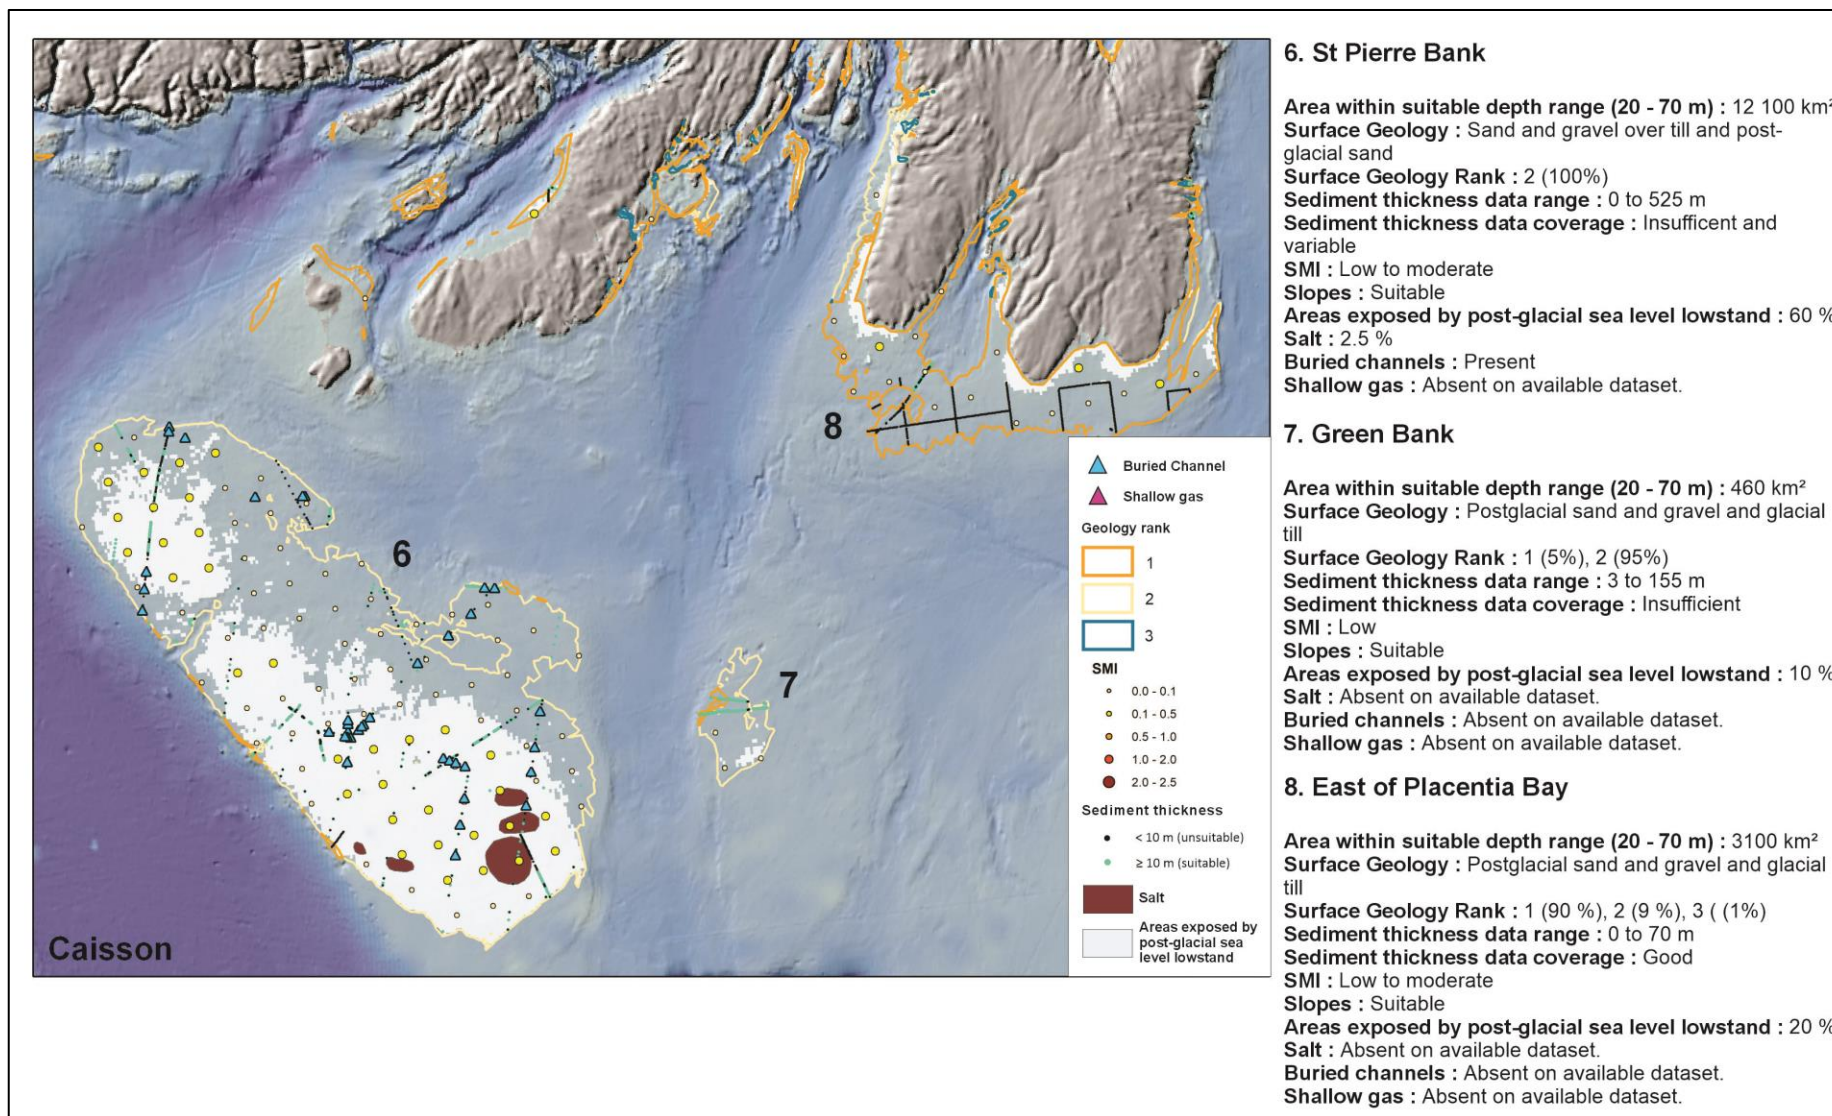 6. St Pierre Bank
Area within suitable depth range (20 - 70 m) : 12 100 km²
Surface Geology : Sand and gravel over till and post-
glacial sand
Surface Geology Rank : 2 (100%)
Sediment thickness data range : 0 to 525 m
Sediment thickness data coverage : Insufficent and
variable
SMI : Low to moderate
Slopes : Suitable
Areas exposed by post-glacial sea level lowstand : 60 %
Salt : 2.5 %
Buried channels : Present
Shallow gas : Absent on available dataset.
7. Green Bank
Area within suitable depth range (20 - 70 m) : 460 km²
Surface Geology : Postglacial sand and gravel and glacial
till
Surface Geology Rank : 1 (5%), 2 (95%)
Sediment thickness data range : 3 to 155 m
Sediment thickness data coverage : Insufficient
SMI : Low
Slopes : Suitable
Areas exposed by post-glacial sea level lowstand : 10 %
Salt : Absent on available dataset.
Buried channels : Absent on available dataset.
Shallow gas : Absent on available dataset.
8. East of Placentia Bay
Area within suitable depth range (20 - 70 m) : 3100 km²
Surface Geology : Postglacial sand and gravel and glacial
till
Surface Geology Rank : 1 (90 %), 2 (9 %), 3 ( (1%)
Sediment thickness data range : 0 to 70 m
Sediment thickness data coverage : Good
SMI : Low to moderate
Slopes : Suitable
Areas exposed by post-glacial sea level lowstand : 20 %
Salt : Absent on available dataset.
Buried channels : Absent on available dataset.
Shallow gas : Absent on available dataset.
8
6
7
Caisson
Buried Channel
Shallow gas
Geology rank
1
2
3
SMI
0.0 - 0.1
0.1 - 0.5
0.5 - 1.0
1.0 - 2.0
2.0 - 2.5
Sediment thickness
< 10 m (unsuitable)
≥ 10 m (suitable)
Salt
Areas exposed by
post-glacial sea
level lowstand